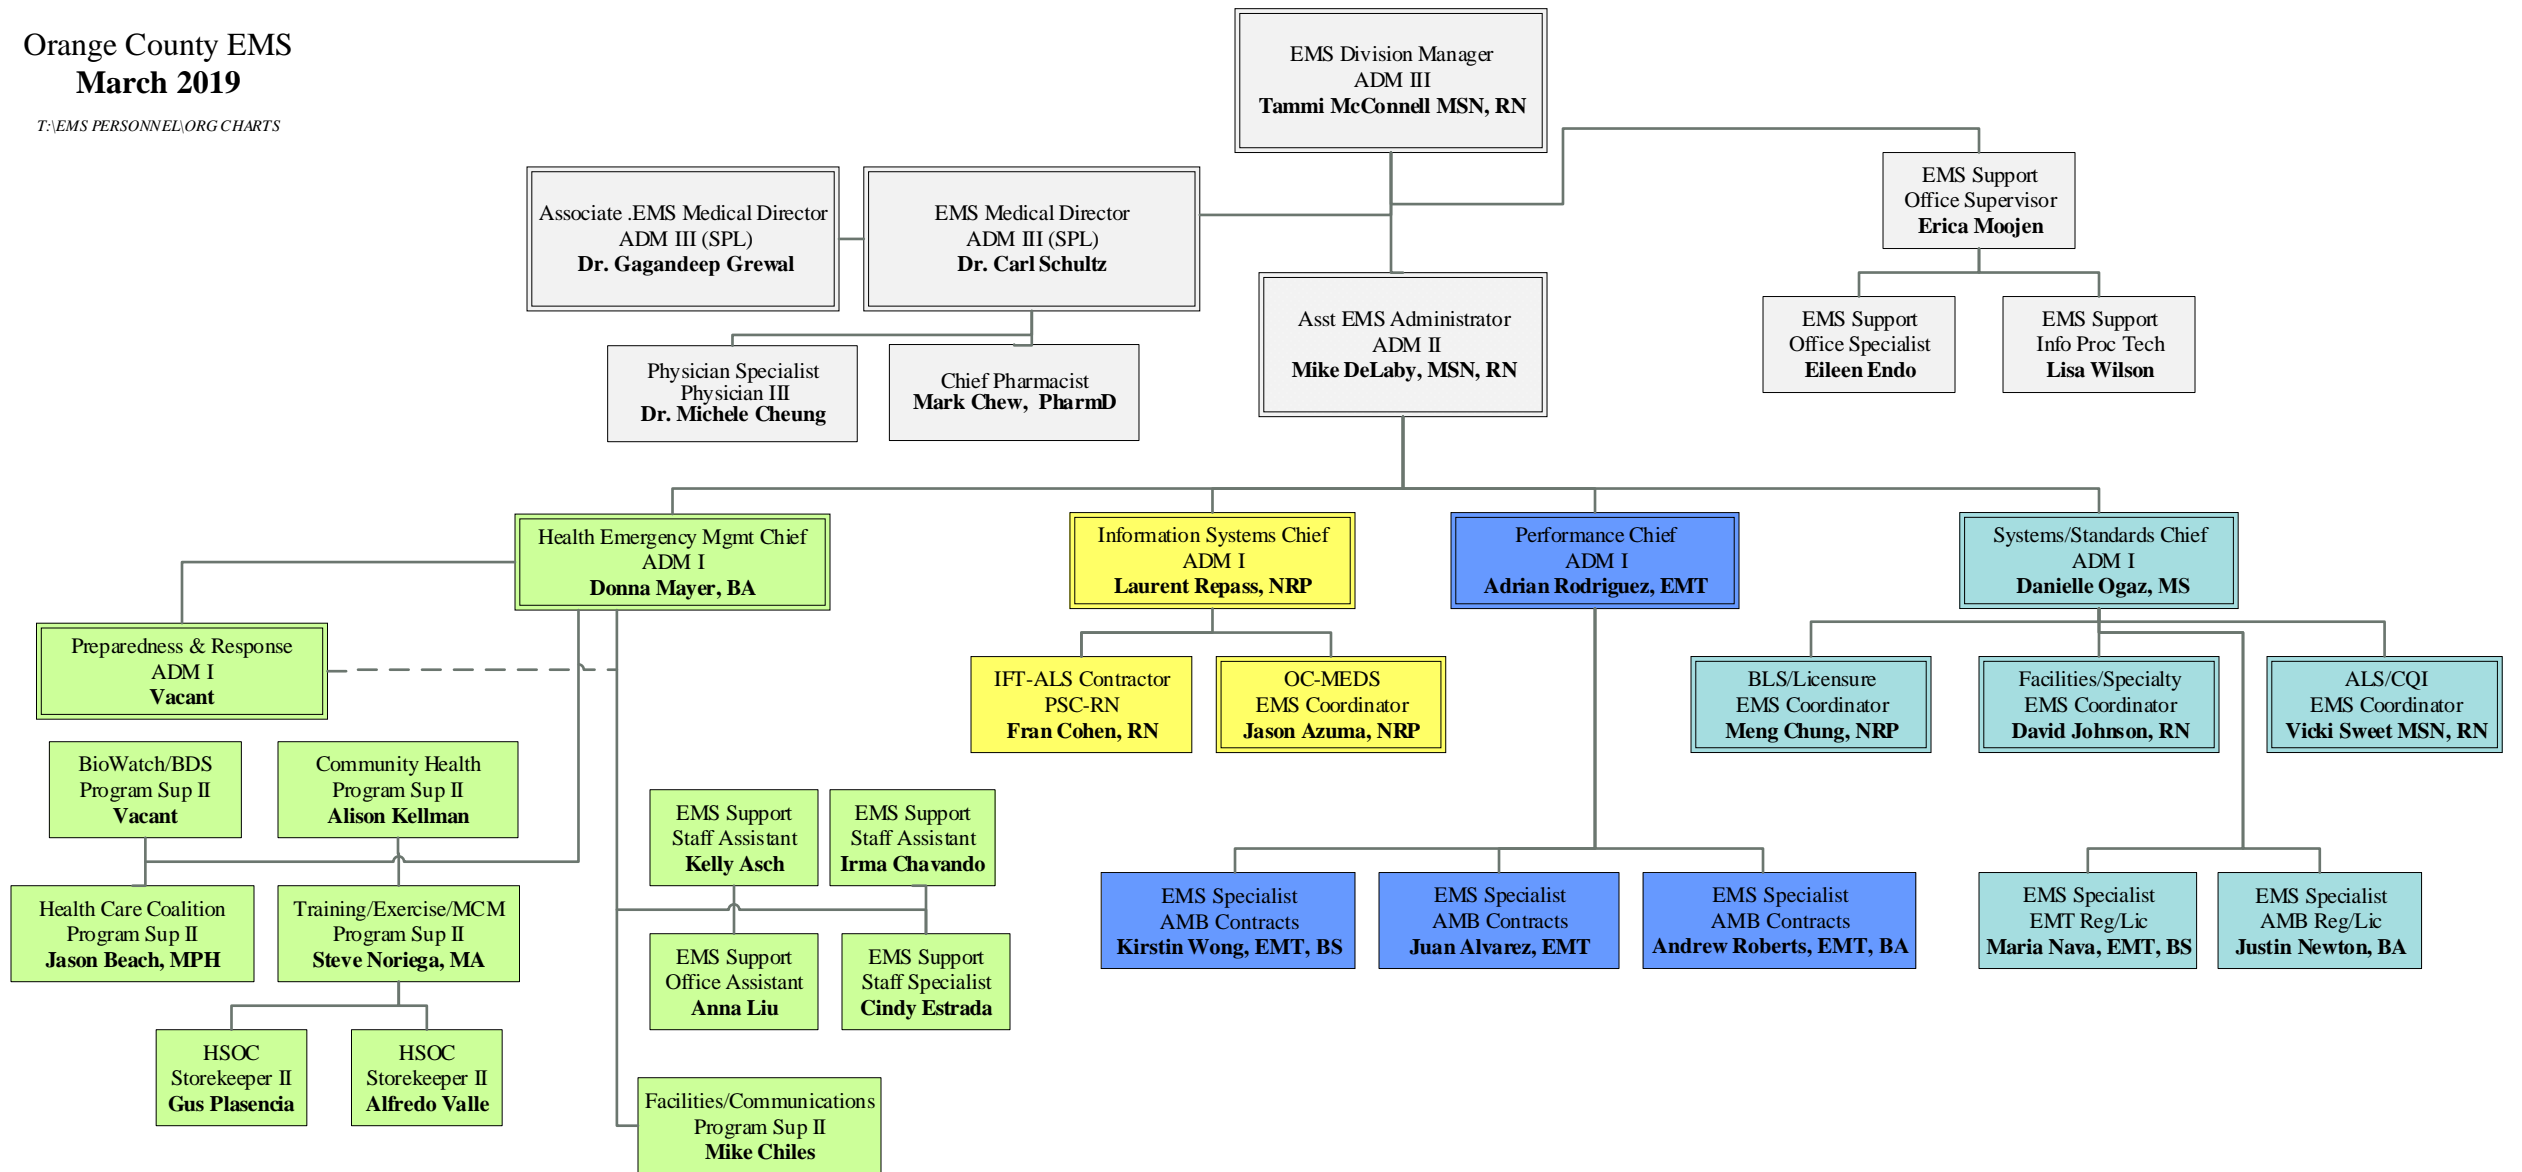 Orange County EMS
March 2019
T:\EMS PERSONNEL\ORG CHARTS
EMS Division Manager
ADM III
Tammi McConnell MSN, RN
Associate .EMS Medical Director
ADM III (SPL)
Dr. Gagandeep Grewal
EMS Medical Director
ADM III (SPL)
Dr. Carl Schultz
EMS Support
Office Supervisor
Erica Moojen
Asst EMS Administrator
ADM II
Mike DeLaby, MSN, RN
EMS Support
Office Specialist
Eileen Endo
EMS Support
Info Proc Tech
Lisa Wilson
Physician Specialist
Physician III
Dr. Michele Cheung
Chief Pharmacist
Mark Chew, PharmD
Health Emergency Mgmt Chief
ADM I
Donna Mayer, BA
Information Systems Chief
ADM I
Laurent Repass, NRP
Performance Chief
ADM I
Adrian Rodriguez, EMT
Systems/Standards Chief
ADM I
Danielle Ogaz, MS
Preparedness & Response
ADM I
Vacant
IFT-ALS Contractor
PSC-RN
Fran Cohen, RN
OC-MEDS
EMS Coordinator
Jason Azuma, NRP
BLS/Licensure
EMS Coordinator
Meng Chung, NRP
Facilities/Specialty
EMS Coordinator
David Johnson, RN
ALS/CQI
EMS Coordinator
Vicki Sweet MSN, RN
BioWatch/BDS
Program Sup II
Vacant
Community Health
Program Sup II
Alison Kellman
EMS Support
Staff Assistant
Kelly Asch
EMS Support
Staff Assistant
Irma Chavando
Health Care Coalition
Program Sup II
Jason Beach, MPH
Training/Exercise/MCM
Program Sup II
Steve Noriega, MA
EMS Support
Office Assistant
Anna Liu
EMS Support
Staff Specialist
Cindy Estrada
EMS Specialist
AMB Contracts
Kirstin Wong, EMT, BS
EMS Specialist
AMB Contracts
Juan Alvarez, EMT
EMS Specialist
AMB Contracts
Andrew Roberts, EMT, BA
EMS Specialist
EMT Reg/Lic
Maria Nava, EMT, BS
EMS Specialist
AMB Reg/Lic
Justin Newton, BA
HSOC
Storekeeper II
Gus Plasencia
HSOC
Storekeeper II
Alfredo Valle
Facilities/Communications
Program Sup II
Mike Chiles